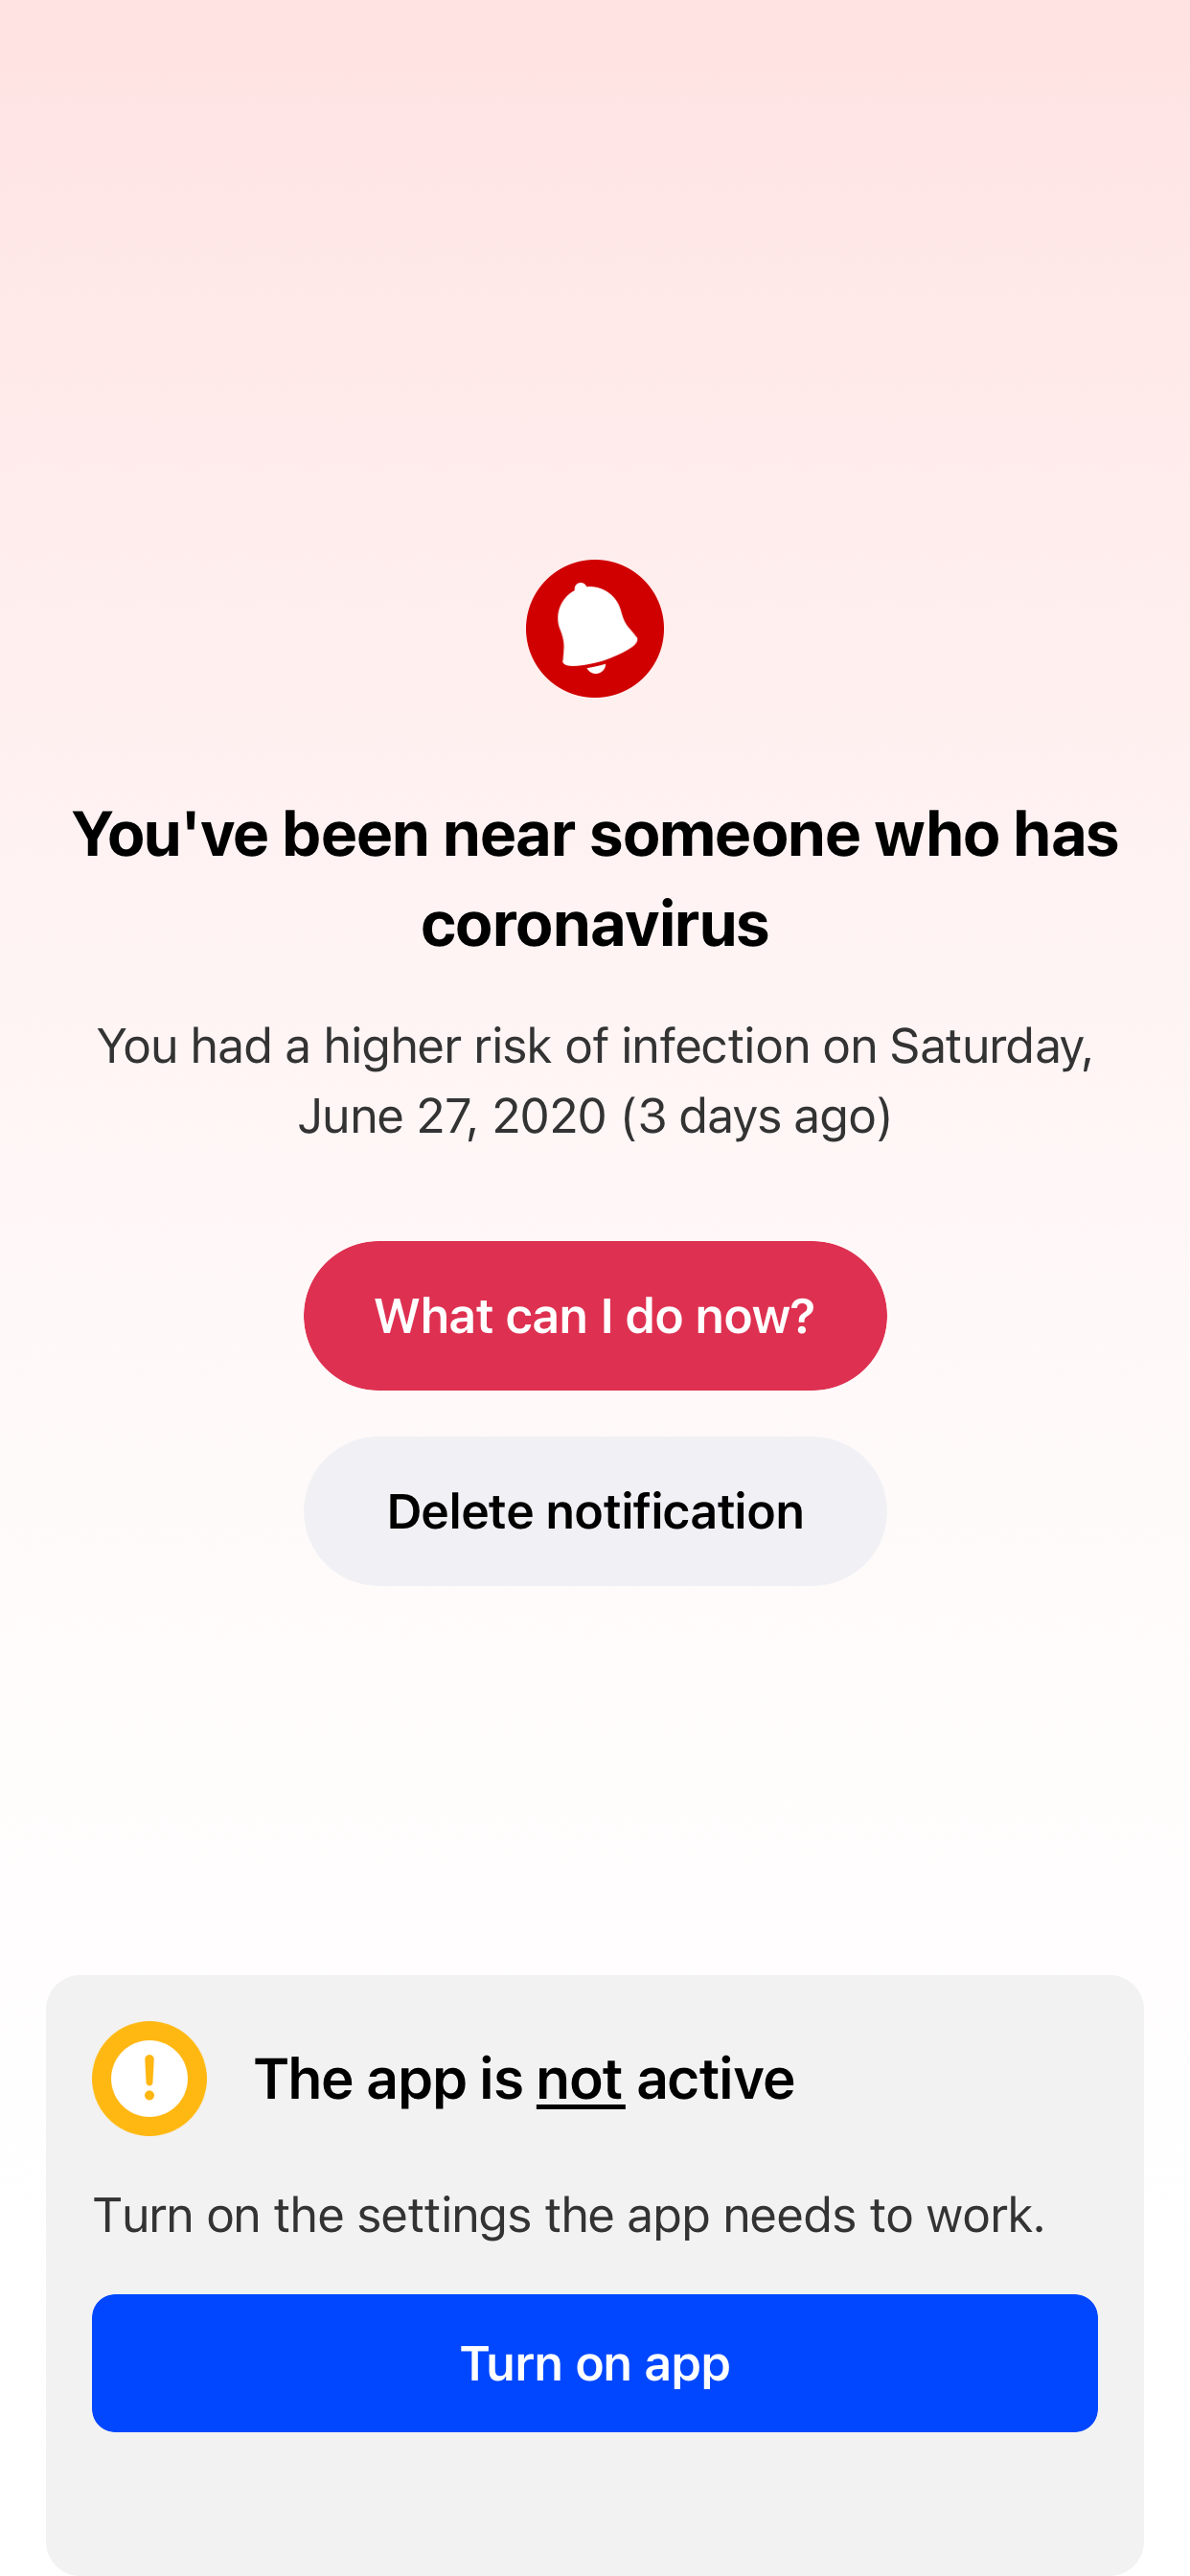 You've been near someone who has
coronavirus
You had a higher risk of infection on Saturday,
June 27, 2020 (3 days ago)
What can I do now?
Delete notification
The app is not active
Turn on the settings the app needs to work.
Turn on app